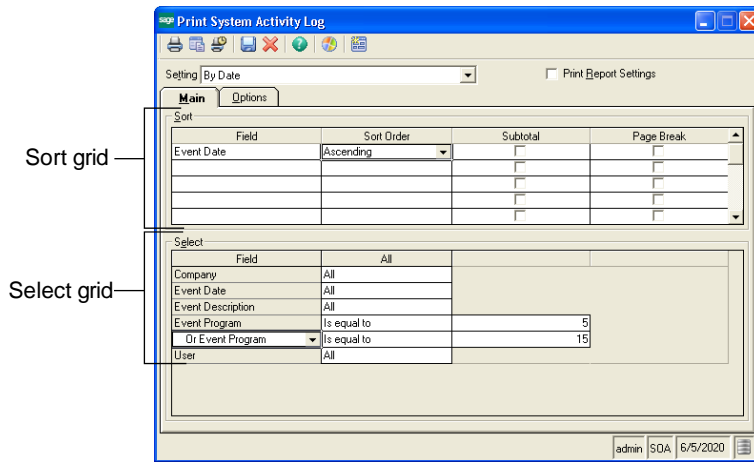 sage Print System Activity Log
Setting By Date Print Report Settings
Main Options
Sort
Field Sort Order Subtotal Page Break
Event Date Ascending
Sort grid
Select
Field All
Company All
Event Date All
Event Description All
Select grid
Event Program Is equal to 5
Or Event Program Is equal to 15
User All
admin SOA 6/5/2020